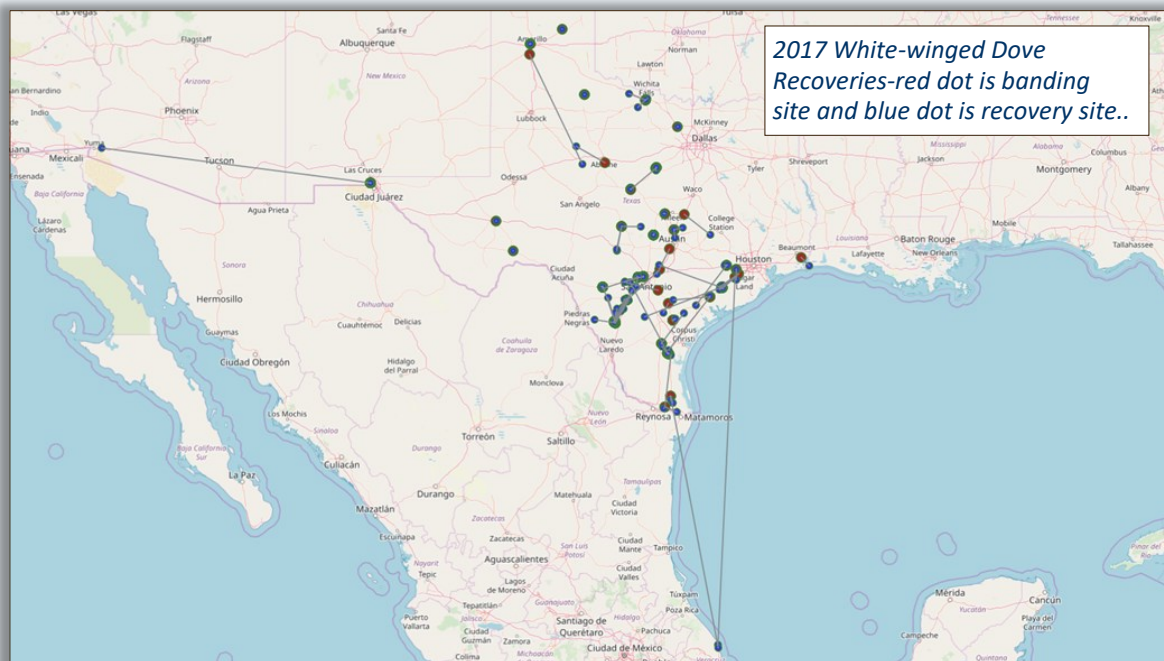 2017 White-winged Dove
Recoveries-red dot is banding
site and blue dot is recovery site..
Las Vegas
Tulsa
Tennessee
Knoxville
Santa Fe
Flagstaff
Albuquerque
Amarillo
Oklahoma
Norman
Arizona
New Mexico
Lawton
an Bernardino
Wichita
Falls
Indio
Phoenix
Lubbock
McKinney
Mississippi
Columbus
Dallas
Alabama
Yuma
Mexicali
Tucson
Abilene
Shreveport
Jackson
Montgomery
Ensenada
Las Cruces
Odessa
Tyler
Albany
Baja California
Ciudad Juárez
San Angelo
Texas
Waco
Agua Prieta
College
Station
Mobile
Lázaro
Cárdenas
Austin
Beaumont
Louisiana
Baton Rouge
Tallahassee
Lafayette
New Orleans
Sonora
Ciudad
Acuña
Houston
Sugar
Land
San Antonio
Hermosillo
Chihuahua
Piedras
Negras
Guaymas
Cuauhtémoc
Delicias
Coahuila
de Zaragoza
Nuevo
Laredo
Corpus
Christi
Ciudad Obregón
Hidalgo
del Parral
Monclova
Los Mochis
Nuevo
León
Reynosa
Matamoros
Sinaloa
Torreón
Saltillo
Baja California
Sur
Durango
Culiacán
La Paz
Tamaulipas
Durango
Matehuala
Ciudad
Victoria
Mazatlán
Zacatecas
Escuinapa
Zacatecas
San Luis
Potosí
Ciudad
Mante
Tampico
Pinar del
Nayarit
Aguascalientes
Tepic
Lagos
de Moreno
Ciudad
Valles
Mérida
Cancún
Tepatitlán
Guanajuato
Túxpam
Poza Rica
Yucatán
Puerto
Vallarta
Jalisco
Santiago de
Querétaro
Hidalgo
Playa del
Carmen
Ciudad
Guzmán
Zamora
Pachuca
Campeche
Colima
Michoacán
Ciudad de México
Quintana